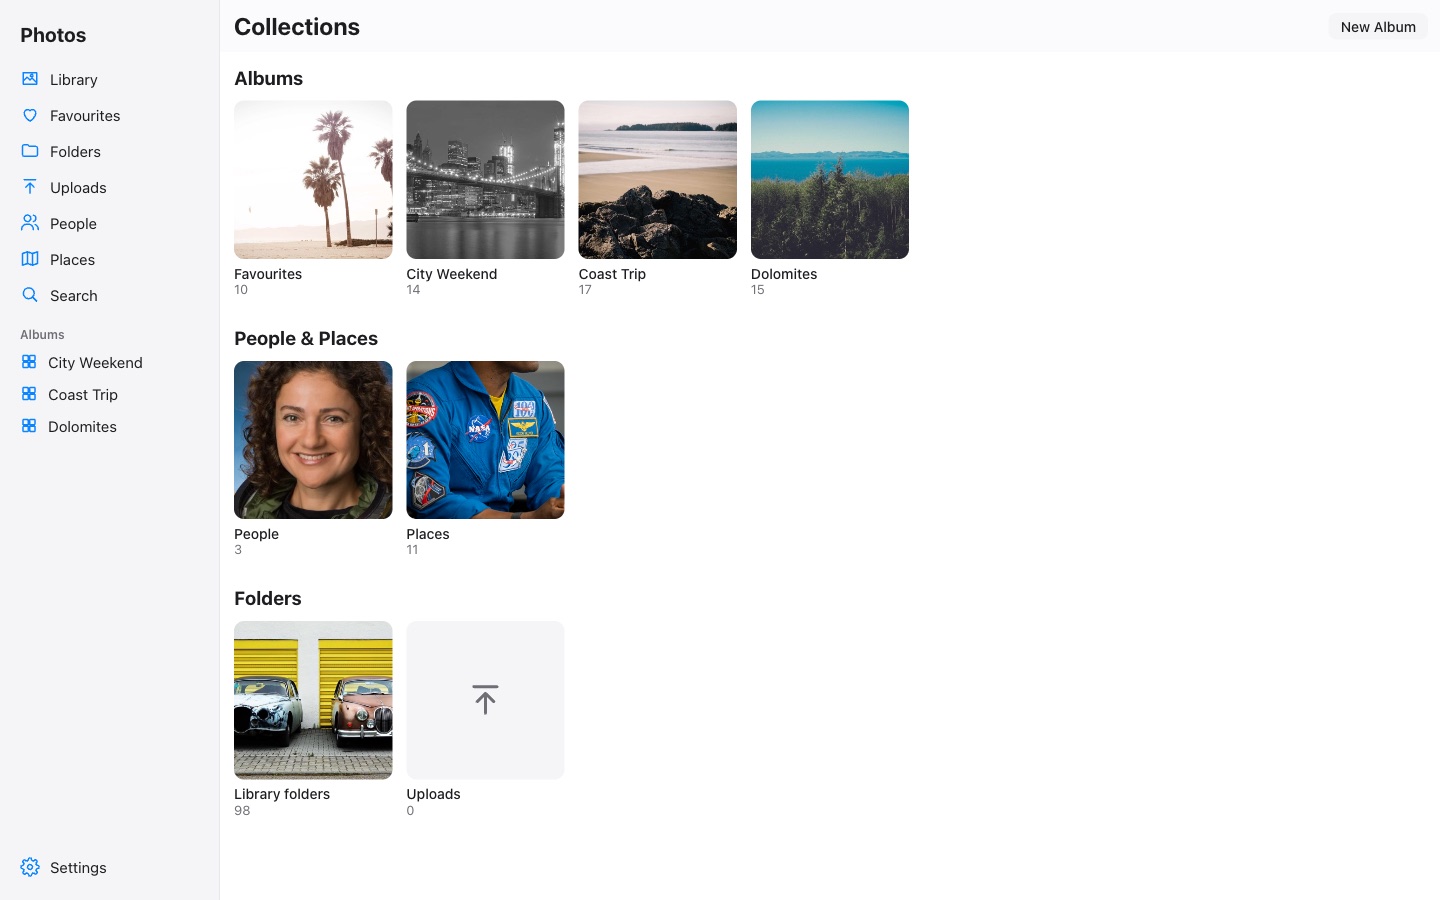 Photos
Library
Favourites
Folders
Uploads
People
Places
Search
Albums
City Weekend
Coast Trip
Dolomites
Settings
Collections
New Album
Albums
Favourites
10
City Weekend
14
Coast Trip
17
Dolomites
15
People & Places
NASA
People
3
Places
11
Folders
Library folders
98
Uploads
0